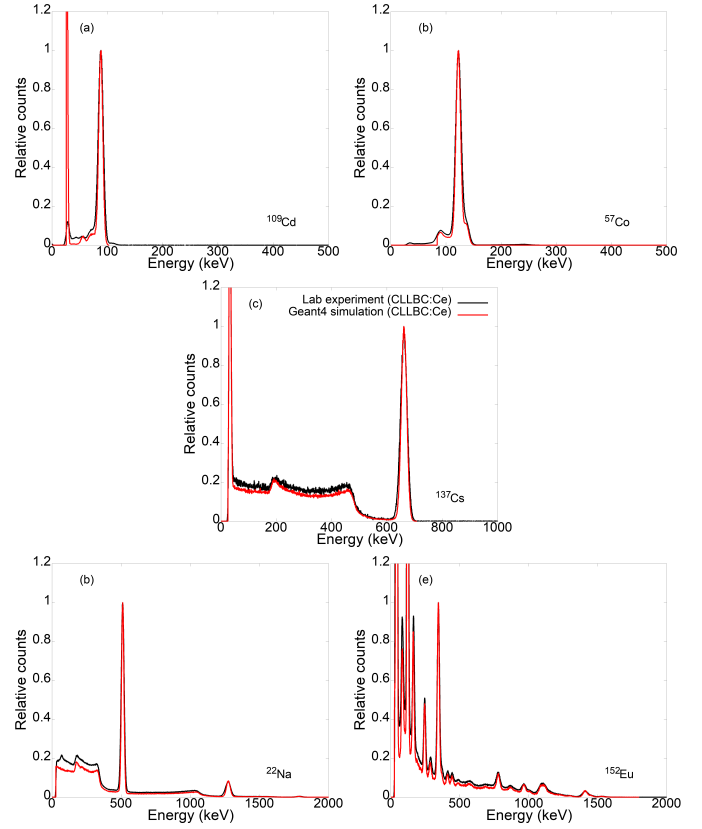 (a)
1.2
1
0.8
0.6
0.4
0.2
0
Relative counts
109Cd
0 100 200 300 400 500
Energy (keV)
(b)
1.2
1
0.8
0.6
0.4
0.2
0
Relative counts
57Co
0 100 200 300 400 500
Energy (keV)
(c)
Lab experiment (CLLBC:Ce)
Geant4 simulation (CLLBC:Ce)
1.2
1
0.8
0.6
0.4
0.2
0
Relative counts
137Cs
0 200 400 600 800 1000
Energy (keV)
(b)
1.2
1
0.8
0.6
0.4
0.2
0
Relative counts
22Na
0 500 1000 1500 2000
Energy (keV)
(e)
1.2
1
0.8
0.6
0.4
0.2
0
Relative counts
152Eu
0 500 1000 1500 2000
Energy (keV)